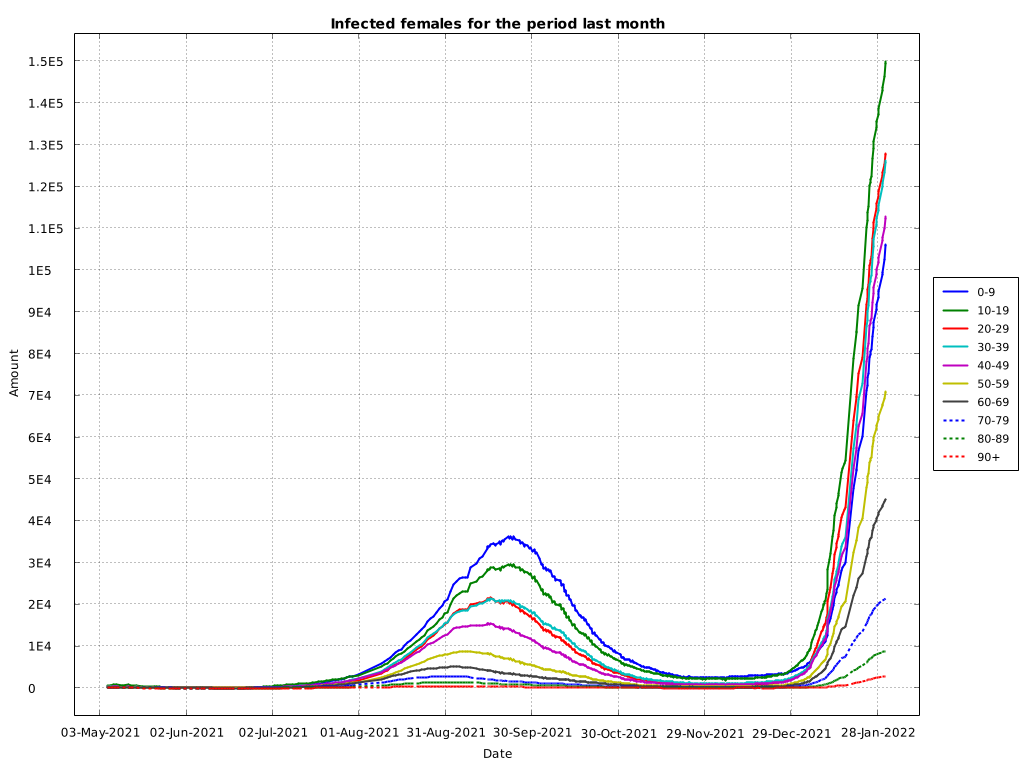 Infected females for the period last month
1.5E5
1.4E5
1.3E5
1.2E5
1.1E5
1E5
9E4
8E4
7E4
6E4
5E4
4E4
3E4
2E4
1E4
0
Amount
03-May-2021 02-Jun-2021 02-Jul-2021 01-Aug-2021 31-Aug-2021 30-Sep-2021 30-Oct-2021 29-Nov-2021 29-Dec-2021 28-Jan-2022
Date
0-9
10-19
20-29
30-39
40-49
50-59
60-69
70-79
80-89
90+